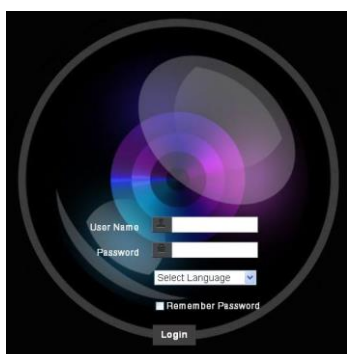 User Name
Password
Select Language
Remember Password
Login